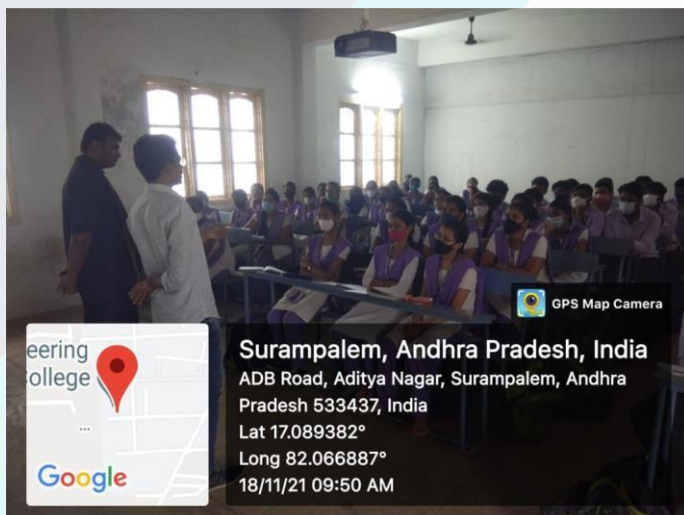 GPS Map Camera
eering
ollege
Google
Surampalem, Andhra Pradesh, India
ADB Road, Aditya Nagar, Surampalem, Andhra
Pradesh 533437, India
Lat 17.089382°
Long 82.066887°
18/11/21 09:50 AM